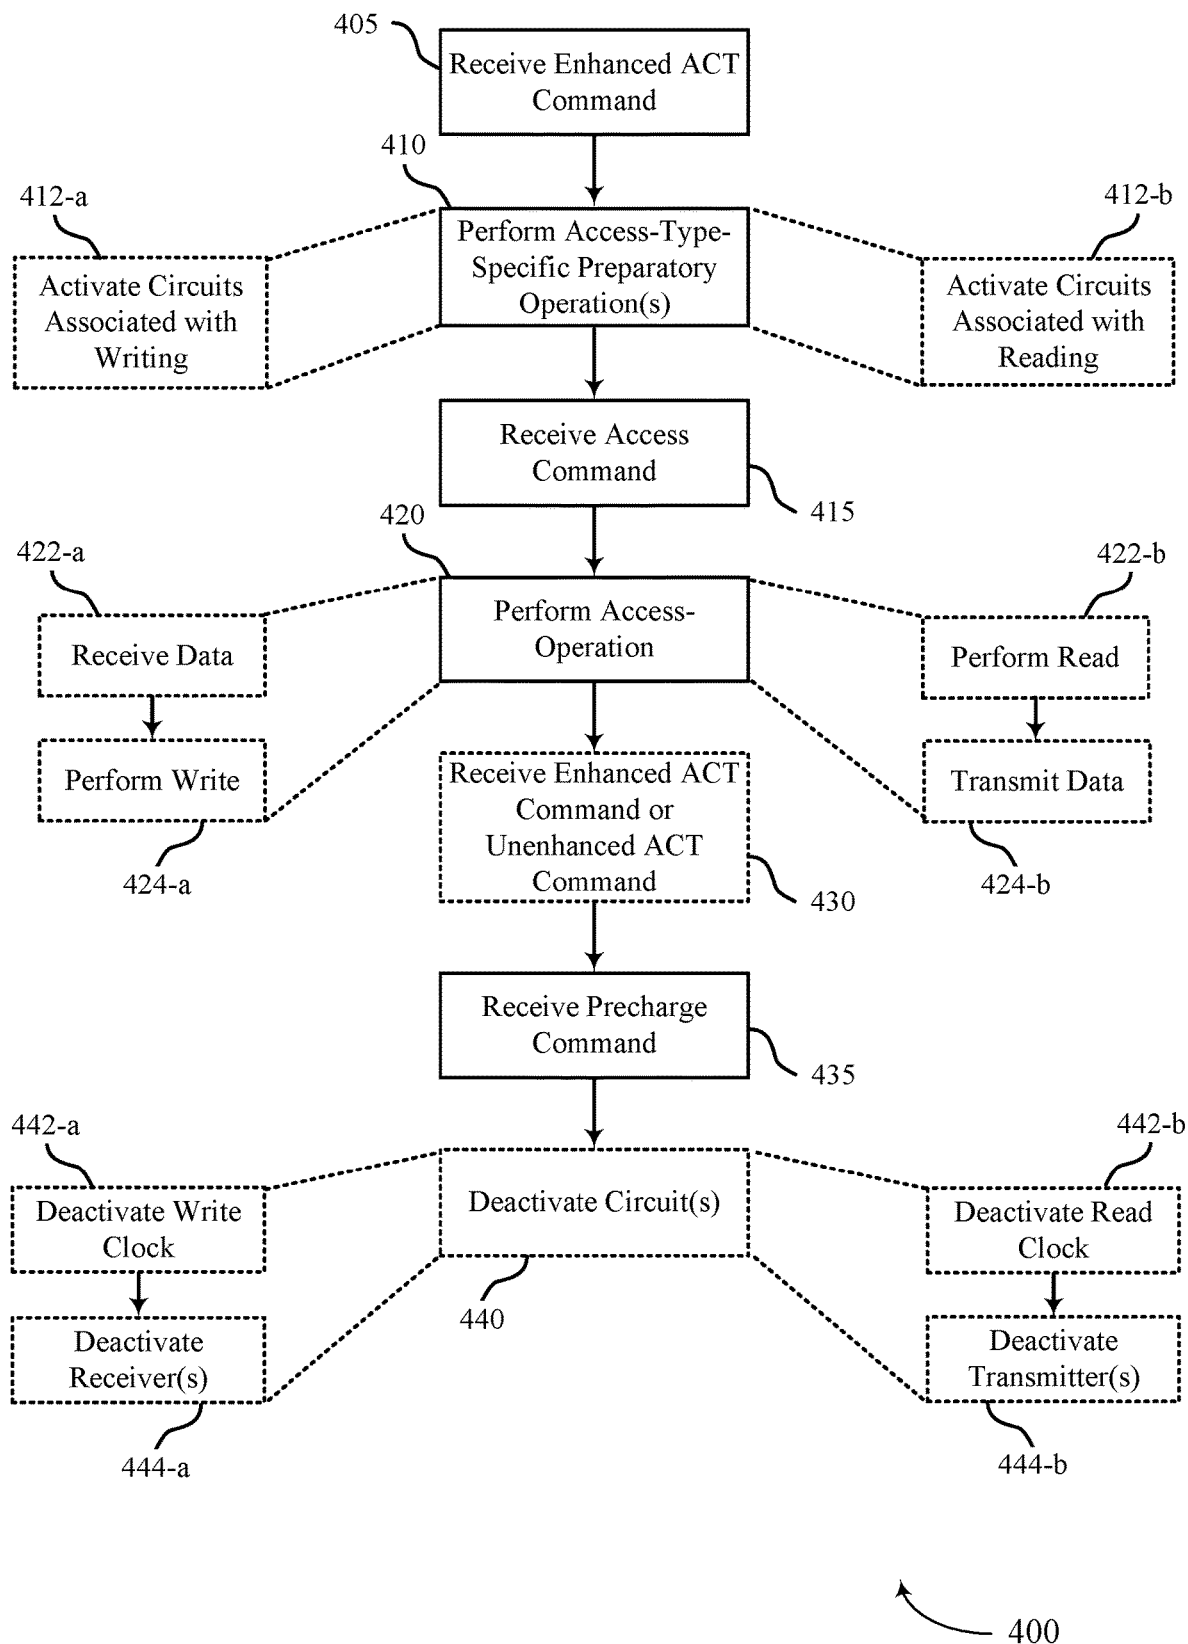 405
Receive Enhanced ACT
Command
410
412-a
412-b
Perform Access-Type-
Specific Preparatory
Operation(s)
Activate Circuits
Associated with
Writing
Activate Circuits
Associated with
Reading
Receive Access
Command
415
420
422-a
422-b
Perform Access-
Operation
Receive Data
Perform Read
Perform Write
Transmit Data
Receive Enhanced ACT
Command or
Unenhanced ACT
Command
424-a
424-b
430
Receive Precharge
Command
435
442-a
442-b
Deactivate Write
Clock
Deactivate Circuit(s)
Deactivate Read
Clock
440
Deactivate
Receiver(s)
Deactivate
Transmitter(s)
444-a
444-b
400